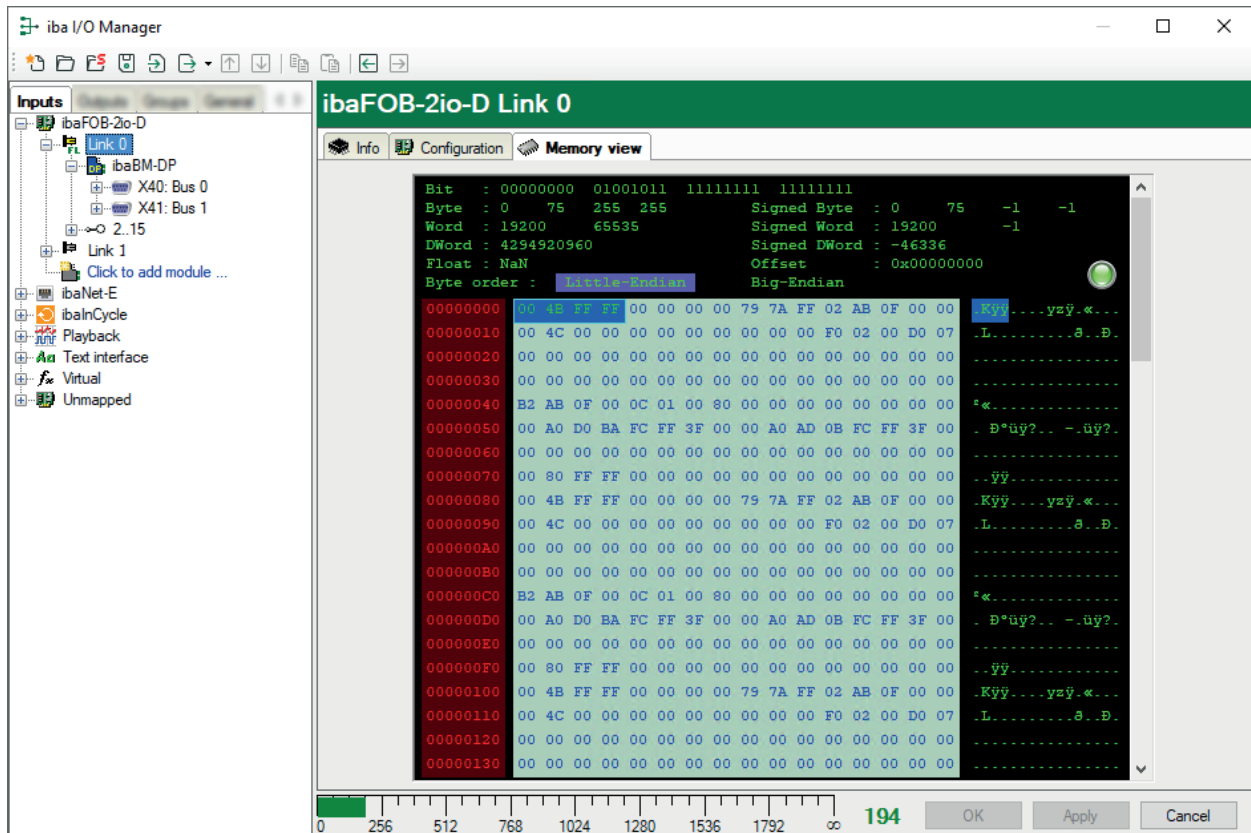 iba I/O Manager
Inputs
ibaFOB-2io-D
Link 0
ibaBM-DP
X40: Bus 0
X41: Bus 1
2..15
Link 1
Click to add module ...
ibaNet-E
ibaInCycle
Playback
Text interface
Virtual
Unmapped
ibaFOB-2io-D Link 0
Info Configuration Memory view
Bit : 00000000 01001011 11111111 11111111
Byte : 0 75 255 255 Signed Byte : 0 75 -1 -1
Word : 19200 65535 Signed Word : 19200 -1
DWord : 4294920960 Signed DWord : -46336
Float : NaN Offset : 0x00000000
Byte order : Little-Endian Big-Endian
00000000 00 4B FF FF 00 00 00 00 79 7A FF 02 AB 0F 00 00 .Kÿÿ....yzÿ.«...
00000010 00 4C 00 00 00 00 00 00 00 00 00 F0 02 00 D0 07 .L.........ð..Ð.
00000020 00 00 00 00 00 00 00 00 00 00 00 00 00 00 00 00 ................
00000030 00 00 00 00 00 00 00 00 00 00 00 00 00 00 00 00 ................
00000040 B2 AB 0F 00 0C 01 00 80 00 00 00 00 00 00 00 00 ²«..............
00000050 00 A0 D0 BA FC FF 3F 00 00 A0 AD 0B FC FF 3F 00 . Ðºüÿ?.. -.üÿ?.
00000060 00 00 00 00 00 00 00 00 00 00 00 00 00 00 00 00 ................
00000070 00 80 FF FF 00 00 00 00 00 00 00 00 00 00 00 00 ..ÿÿ............
00000080 00 4B FF FF 00 00 00 00 79 7A FF 02 AB 0F 00 00 .Kÿÿ....yzÿ.«...
00000090 00 4C 00 00 00 00 00 00 00 00 00 F0 02 00 D0 07 .L.........ð..Ð.
000000A0 00 00 00 00 00 00 00 00 00 00 00 00 00 00 00 00 ................
000000B0 00 00 00 00 00 00 00 00 00 00 00 00 00 00 00 00 ................
000000C0 B2 AB 0F 00 0C 01 00 80 00 00 00 00 00 00 00 00 ²«..............
000000D0 00 A0 D0 BA FC FF 3F 00 00 A0 AD 0B FC FF 3F 00 . Ðºüÿ?.. -.üÿ?.
000000E0 00 00 00 00 00 00 00 00 00 00 00 00 00 00 00 00 ................
000000F0 00 80 FF FF 00 00 00 00 00 00 00 00 00 00 00 00 ..ÿÿ............
00000100 00 4B FF FF 00 00 00 00 79 7A FF 02 AB 0F 00 00 .Kÿÿ....yzÿ.«...
00000110 00 4C 00 00 00 00 00 00 00 00 00 F0 02 00 D0 07 .L.........ð..Ð.
00000120 00 00 00 00 00 00 00 00 00 00 00 00 00 00 00 00 ................
00000130 00 00 00 00 00 00 00 00 00 00 00 00 00 00 00 00 ................
0 256 512 768 1024 1280 1536 1792 ∞ 194 OK Apply Cancel